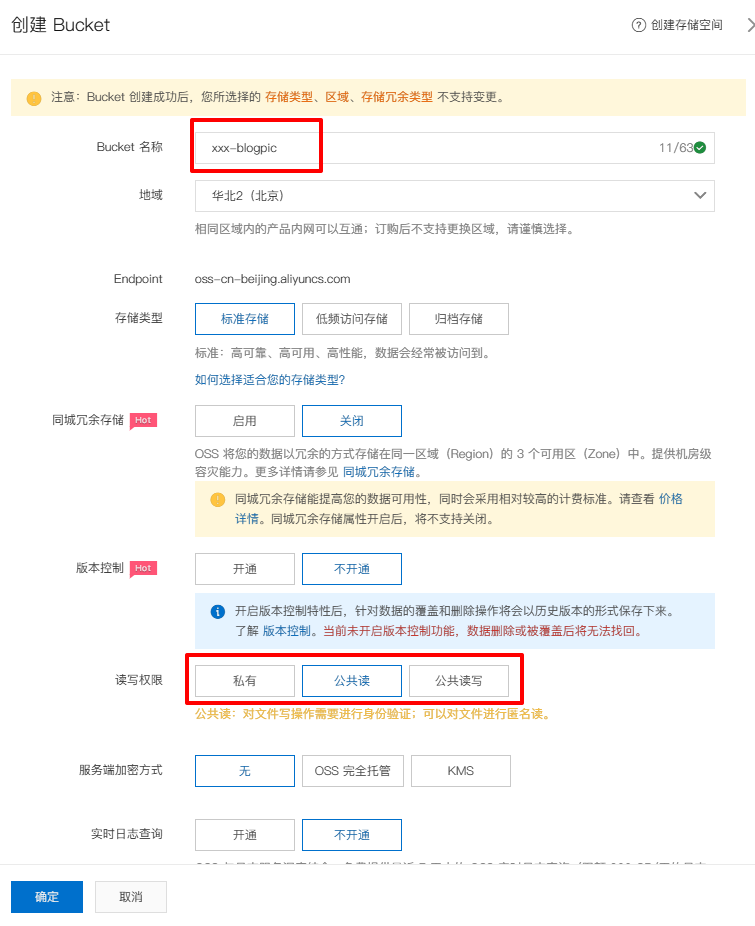 创建 Bucket
创建存储空间
注意：Bucket 创建成功后，您所选择的 存储类型、区域、存储冗余类型 不支持变更。
Bucket 名称
xxx-blogpic
11/63
地域
华北2（北京）
相同区域内的产品内网可以互通；订购后不支持更换区域，请谨慎选择。
Endpoint
oss-cn-beijing.aliyuncs.com
存储类型
标准存储 低频访问存储 归档存储
标准：高可靠、高可用、高性能，数据会经常被访问到。
如何选择适合您的存储类型?
同城冗余存储 Hot
启用 关闭
OSS 将您的数据以冗余的方式存储在同一区域（Region）的 3 个可用区（Zone）中。提供机房级
容灾能力。更多详情请参见 同城冗余存储。
同城冗余存储能提高您的数据可用性，同时会采用相对较高的计费标准。请查看 价格
详情。同城冗余存储属性开启后，将不支持关闭。
版本控制 Hot
开通 不开通
开启版本控制特性后，针对数据的覆盖和删除操作将会以历史版本的形式保存下来。
了解 版本控制。当前未开启版本控制功能，数据删除或被覆盖后将无法找回。
读写权限
私有 公共读 公共读写
公共读：对文件写操作需要进行身份验证；可以对文件进行匿名读。
服务端加密方式
无 OSS 完全托管 KMS
实时日志查询
开通 不开通
确定 取消